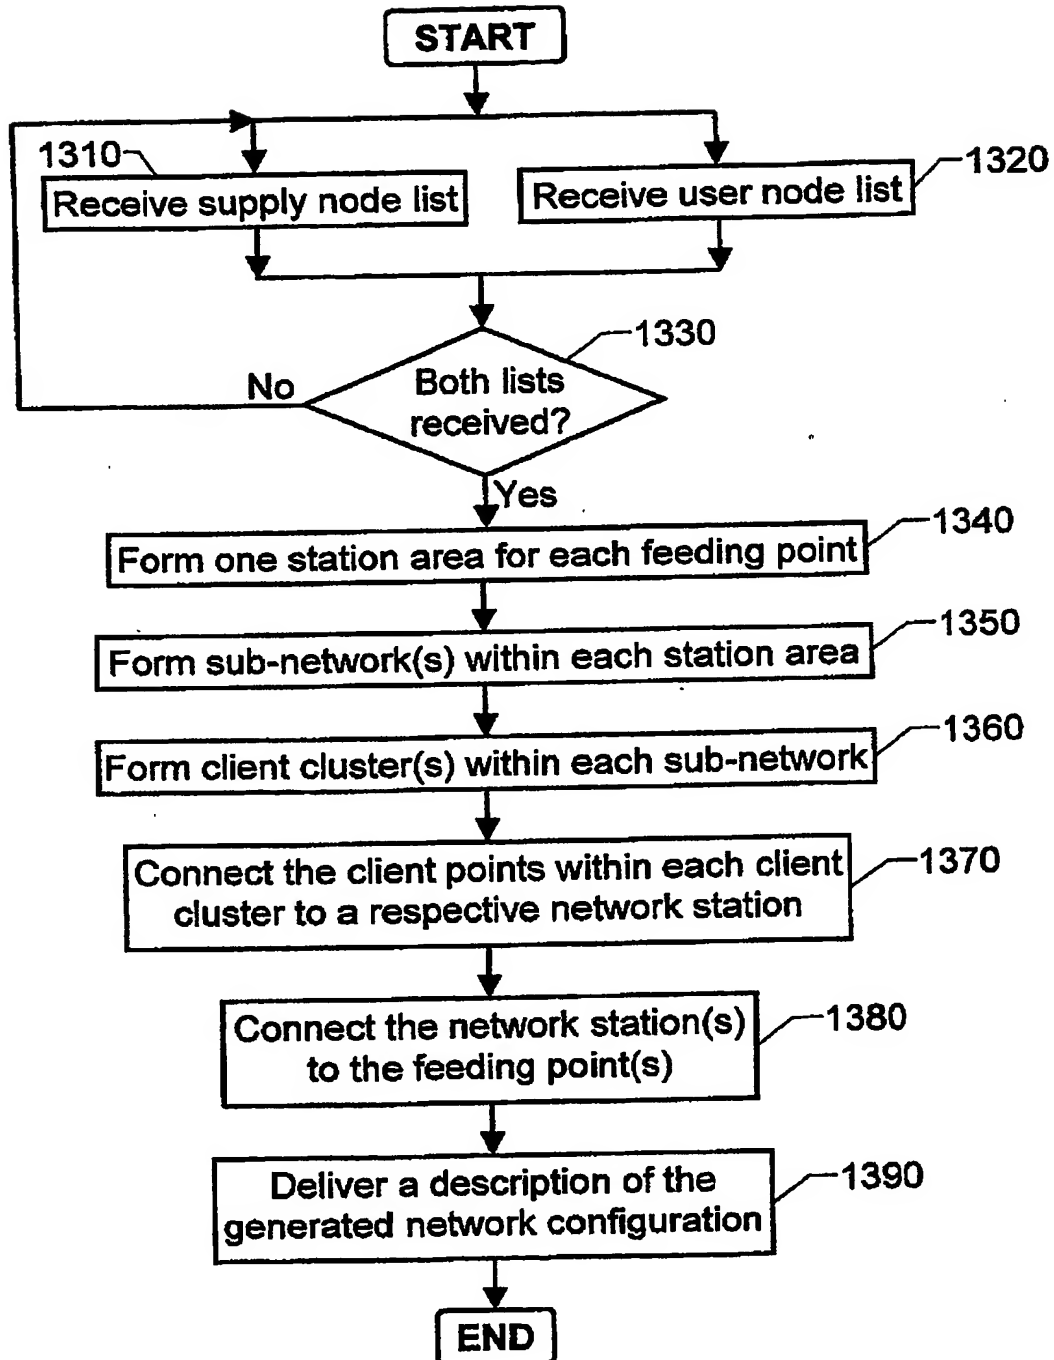 START
1310
Receive supply node list
1320
Receive user node list
1330
Both lists
received?
No
Yes
1340
Form one station area for each feeding point
1350
Form sub-network(s) within each station area
1360
Form client cluster(s) within each sub-network
1370
Connect the client points within each client
cluster to a respective network station
1380
Connect the network station(s)
to the feeding point(s)
1390
Deliver a description of the
generated network configuration
END